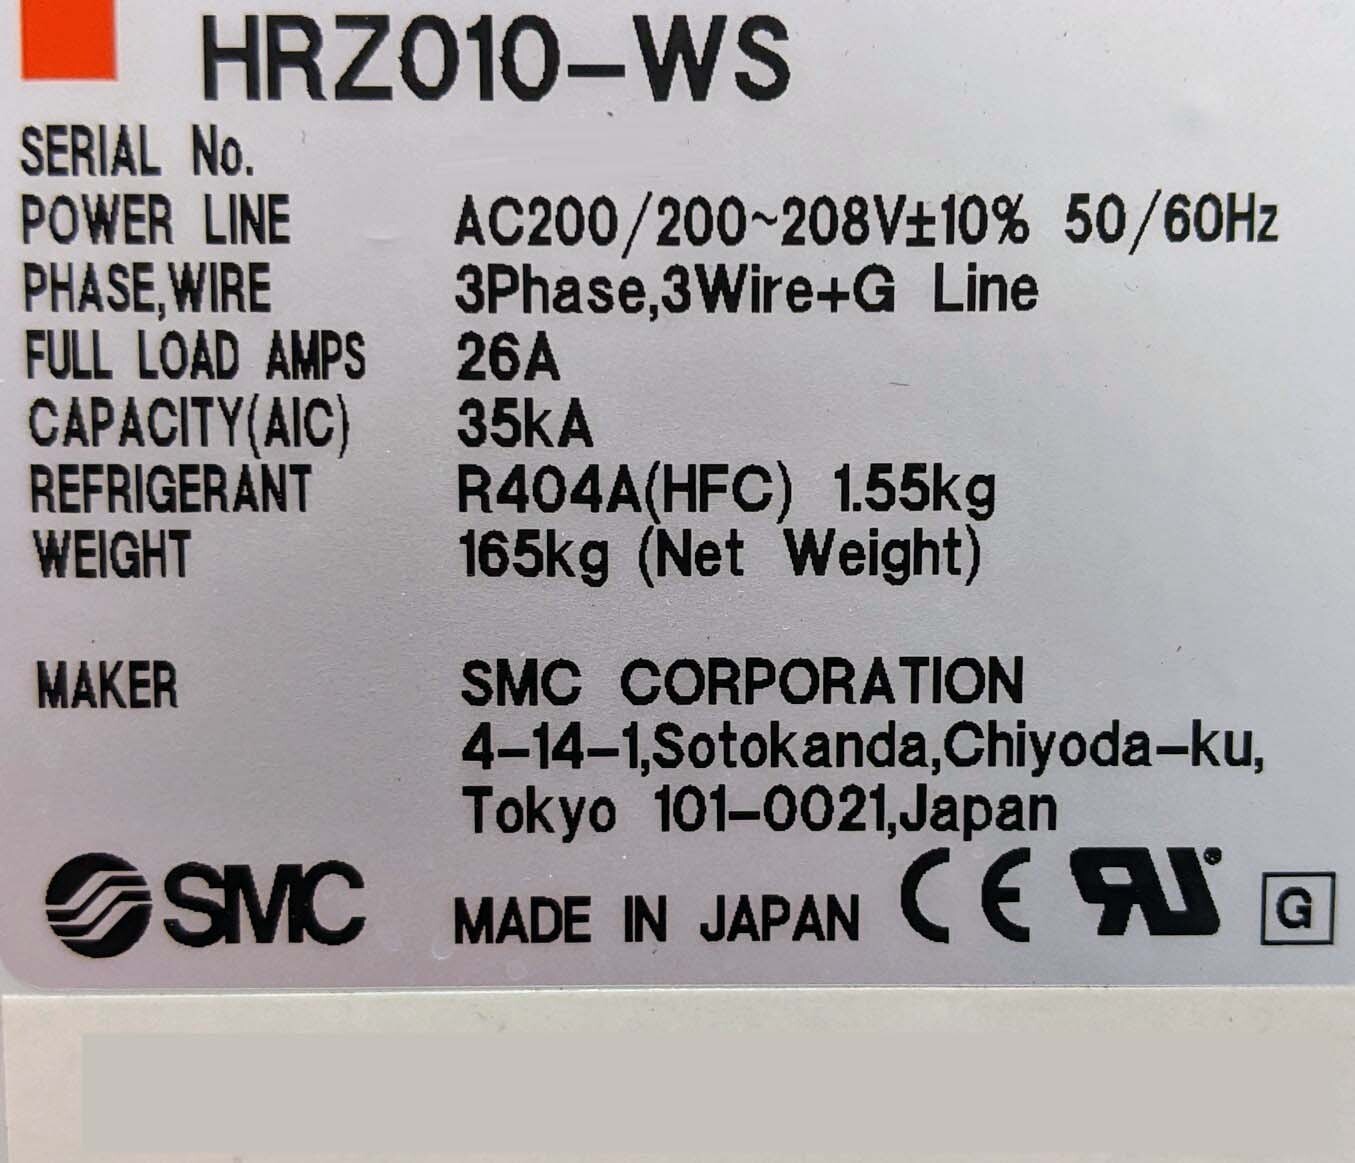 HRZ010-WS
SERIAL No.
POWER LINE AC200/200~208V±10% 50/60Hz
PHASE,WIRE 3Phase,3Wire+G Line
FULL LOAD AMPS 26A
CAPACITY(AIC) 35kA
REFRIGERANT R404A(HFC) 1.55kg
WEIGHT 165kg (Net Weight)
MAKER SMC CORPORATION
4-14-1,Sotokanda,Chiyoda-ku,
Tokyo 101-0021,Japan
SMC MADE IN JAPAN CE RU G